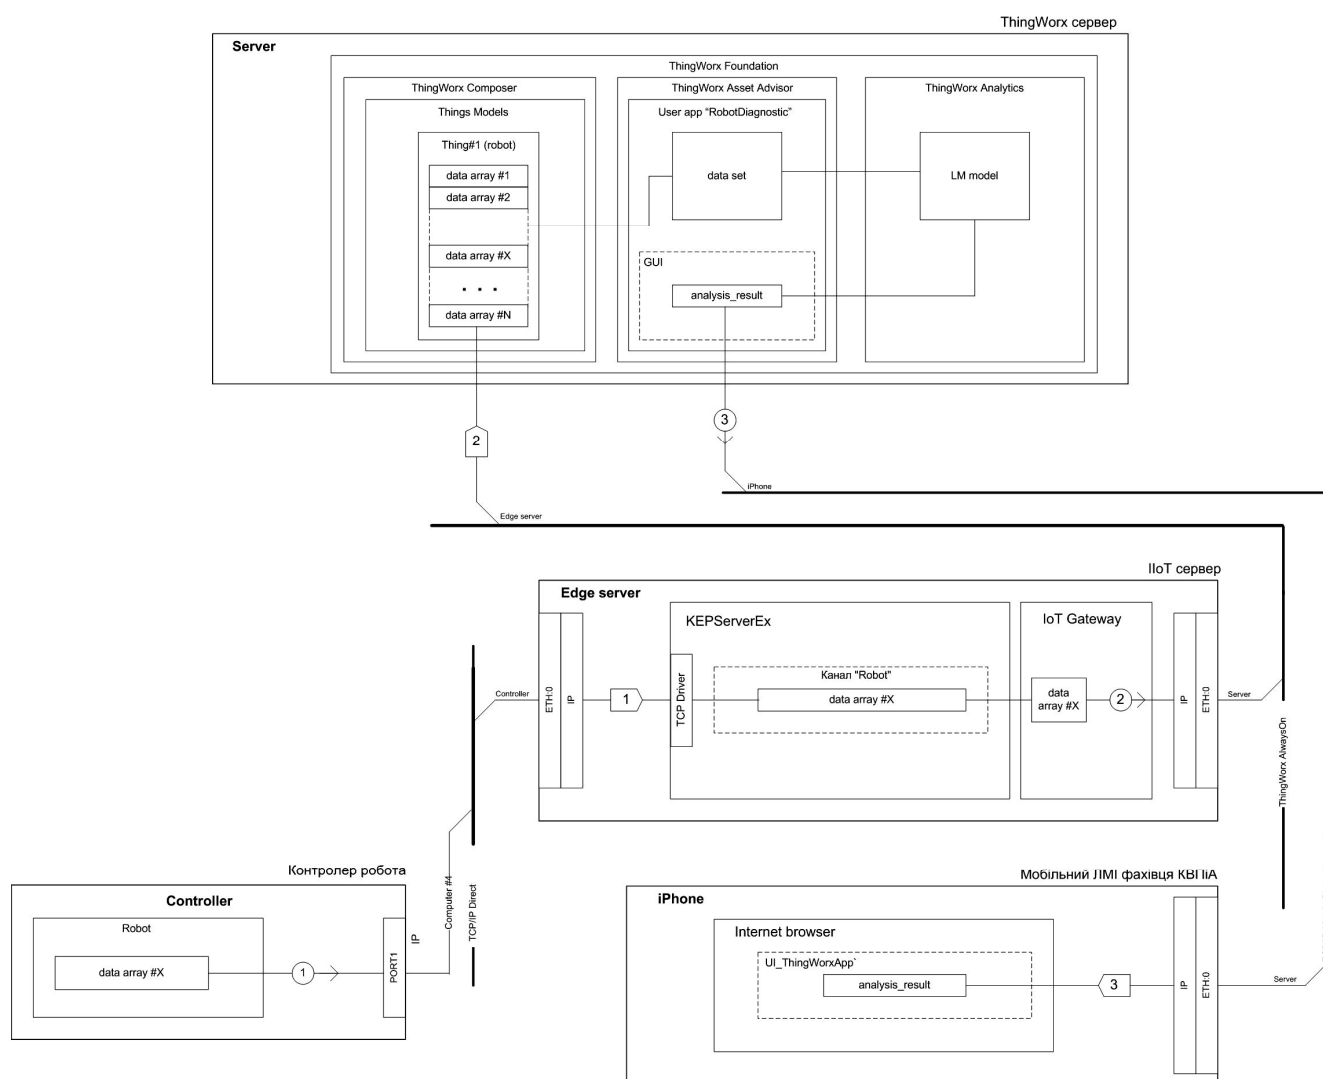 ThingWorx сервер
Server
ThingWorx Foundation
ThingWorx Composer
ThingWorx Asset Advisor
ThingWorx Analytics
Things Models
User app “RobotDiagnostic”
Thing#1 (robot)
data array #1
data array #2
data set
LM model
data array #X
GUI
. . .
analysis_result
data array #N
3
2
iPhone
Edge server
IIoT сервер
Edge server
KEPServerEx
IoT Gateway
Канал "Robot"
ETH:0
IP
1
TCP Driver
data array #X
data
array #X
2
IP
ETH:0
Controller
Server
ThingWorx AlwaysOn
Контролер робота
Controller
Robot
data array #X
1
PORT1
IP
Computer #4
TCP/IP Direct
Мобільний ЛМІ фахівця КВПіА
iPhone
Internet browser
UI_ThingWorxApp`
analysis_result
3
IP
ETH:0
Server